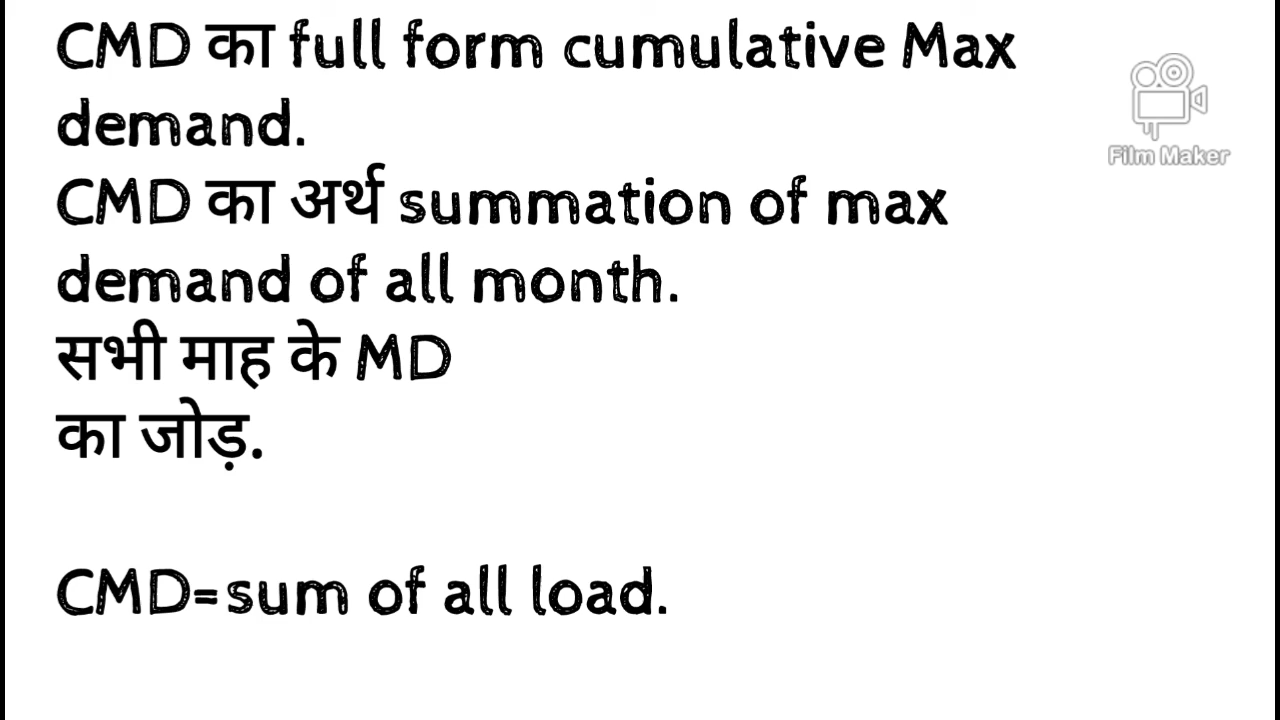 CMD का full form cumulative Max
demand.
CMD का अर्थ summation of max
demand of all month.
सभी माह के MD
का जोड़.
CMD=sum of all load.
Film Maker